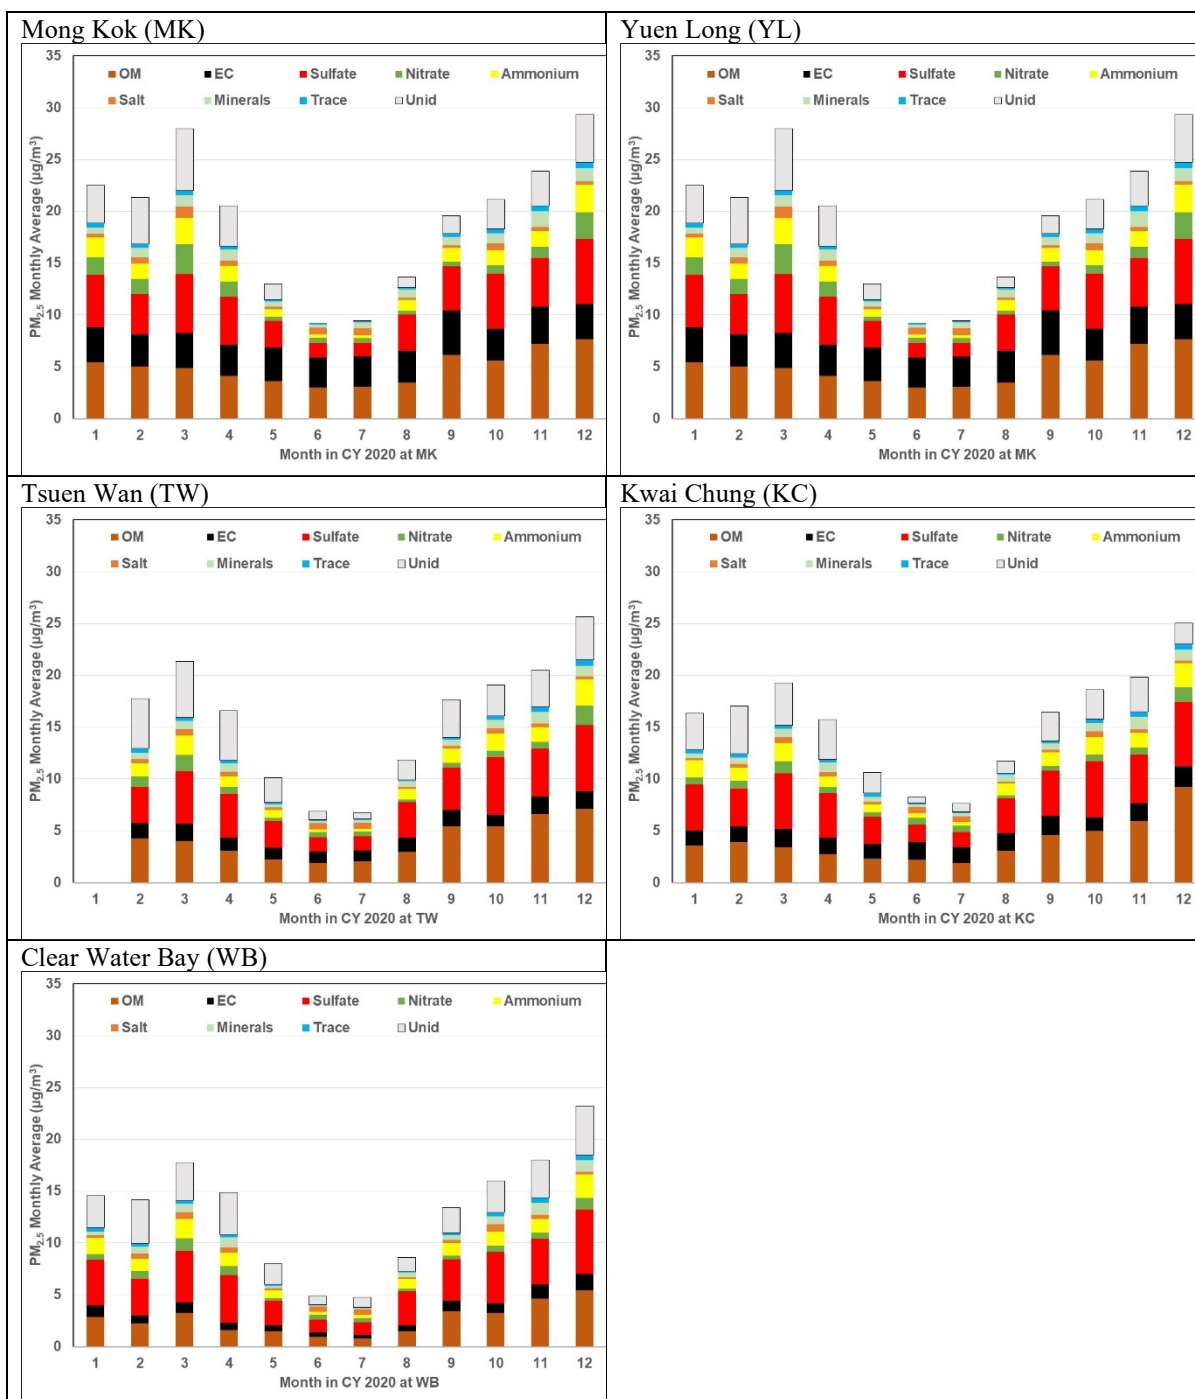 Mong Kok (MK)
35
30
25
20
15
10
5
0
PM2.5 Monthly Average (µg/m³)
OM EC Sulfate Nitrate Ammonium
Salt Minerals Trace Unid
1 2 3 4 5 6 7 8 9 10 11 12
Month in CY 2020 at MK
Yuen Long (YL)
35
30
25
20
15
10
5
0
PM2.5 Monthly Average (µg/m³)
OM EC Sulfate Nitrate Ammonium
Salt Minerals Trace Unid
1 2 3 4 5 6 7 8 9 10 11 12
Month in CY 2020 at MK
Tsuen Wan (TW)
35
30
25
20
15
10
5
0
PM2.5 Monthly Average (µg/m³)
OM EC Sulfate Nitrate Ammonium
Salt Minerals Trace Unid
1 2 3 4 5 6 7 8 9 10 11 12
Month in CY 2020 at TW
Kwai Chung (KC)
35
30
25
20
15
10
5
0
PM2.5 Monthly Average (µg/m³)
OM EC Sulfate Nitrate Ammonium
Salt Minerals Trace Unid
1 2 3 4 5 6 7 8 9 10 11 12
Month in CY 2020 at KC
Clear Water Bay (WB)
35
30
25
20
15
10
5
0
PM2.5 Monthly Average (µg/m³)
OM EC Sulfate Nitrate Ammonium
Salt Minerals Trace Unid
1 2 3 4 5 6 7 8 9 10 11 12
Month in CY 2020 at WB